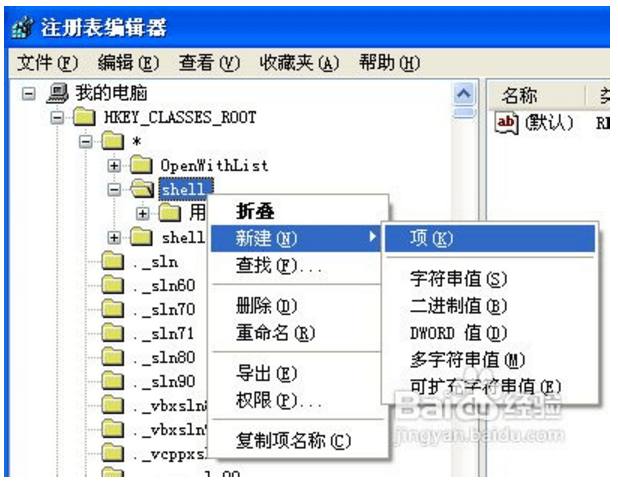 注册表编辑器
文件(F) 编辑(E) 查看(V) 收藏夹(A) 帮助(H)
我的电脑
名称
HKEY_CLASSES_ROOT
ab (默认)
*
OpenWithList
shell
用
折叠
shell
新建(N)
项(K)
._sln
查找(F)...
._sln60
字符串值(S)
._sln70
删除(D)
二进制值(B)
._sln71
重命名(R)
DWORD 值(D)
._sln80
多字符串值(M)
._sln90
导出(E)
可扩充字符串值(E)
._vbxsln
权限(P)...
Baidu经验
._vbxsln
复制项名称(C)
jingyan.baidu.com
._vcppxs